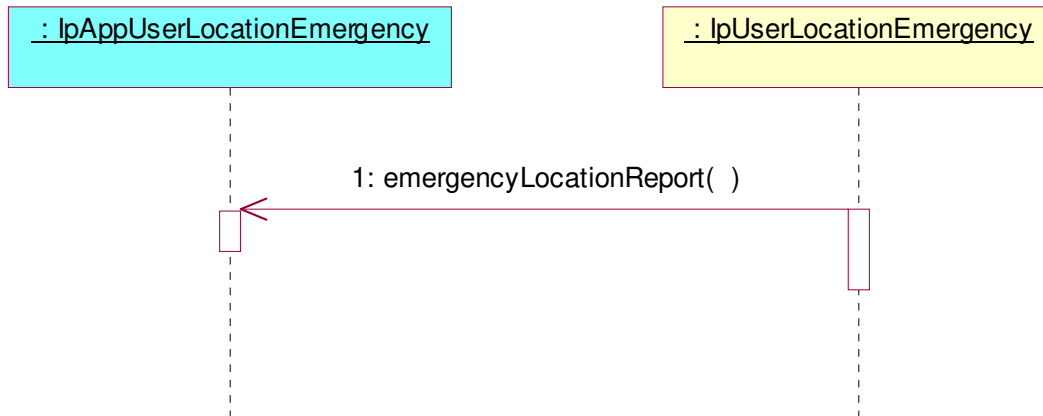 : IpAppUserLocationEmergency
: IpUserLocationEmergency
1: emergencyLocationReport(  )